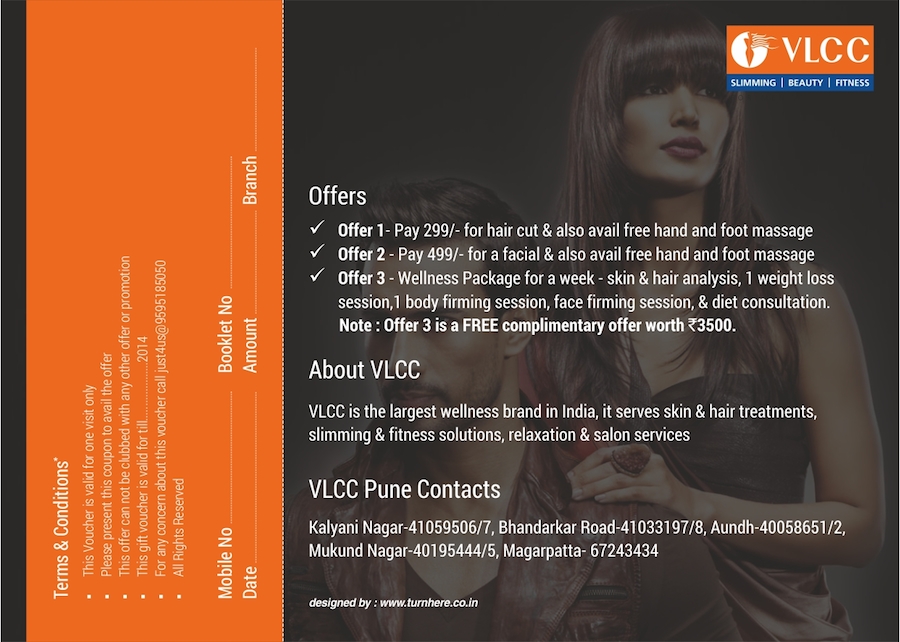 Terms & Conditions*
This Voucher is valid for one visit only
Please present this coupon to avail the offer
This offer can not be clubbed with any other offer or promotion
This gift voucher is valid for till....................2014
For any concern about this voucher call just4us@9595185050
All Rights Reserved
Mobile No Booklet No
Date Amount Branch
VLCC
SLIMMING | BEAUTY | FITNESS
Offers
✓ Offer 1- Pay 299/- for hair cut & also avail free hand and foot massage
✓ Offer 2 - Pay 499/- for a facial & also avail free hand and foot massage
✓ Offer 3 - Wellness Package for a week - skin & hair analysis, 1 weight loss
session,1 body firming session, face firming session, & diet consultation.
Note : Offer 3 is a FREE complimentary offer worth ₹3500.
About VLCC
VLCC is the largest wellness brand in India, it serves skin & hair treatments,
slimming & fitness solutions, relaxation & salon services
VLCC Pune Contacts
Kalyani Nagar-41059506/7, Bhandarkar Road-41033197/8, Aundh-40058651/2,
Mukund Nagar-40195444/5, Magarpatta- 67243434
designed by : www.turnhere.co.in